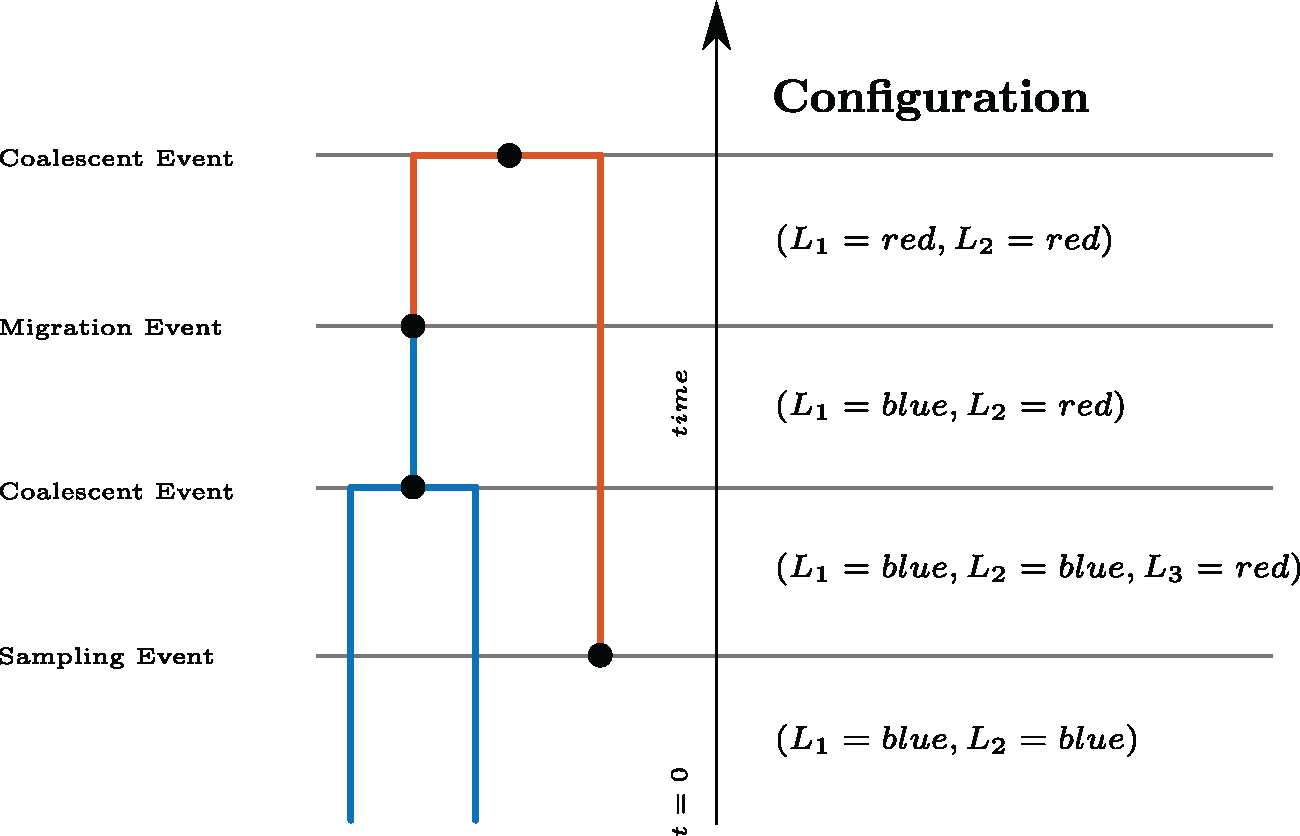 Configuration
Coalescent Event
(L₁ = red, L₂ = red)
Migration Event
time
(L₁ = blue, L₂ = red)
Coalescent Event
(L₁ = blue, L₂ = blue, L₃ = red)
Sampling Event
(L₁ = blue, L₂ = blue)
t = 0